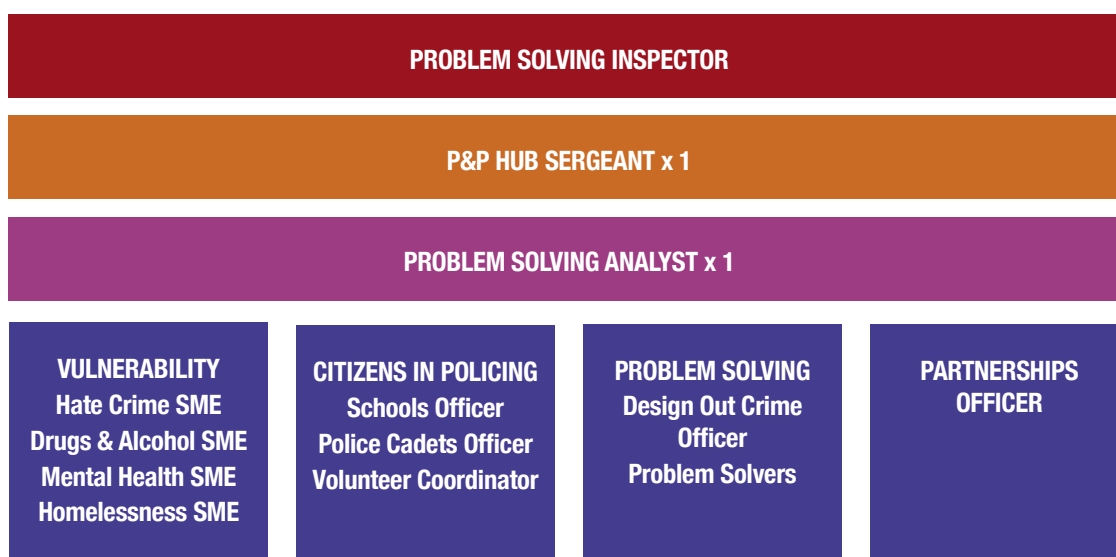 PROBLEM SOLVING INSPECTOR
P&P HUB SERGEANT x 1
PROBLEM SOLVING ANALYST x 1
VULNERABILITY
Hate Crime SME
Drugs & Alcohol SME
Mental Health SME
Homelessness SME
CITIZENS IN POLICING
Schools Officer
Police Cadets Officer
Volunteer Coordinator
PROBLEM SOLVING
Design Out Crime
Officer
Problem Solvers
PARTNERSHIPS
OFFICER